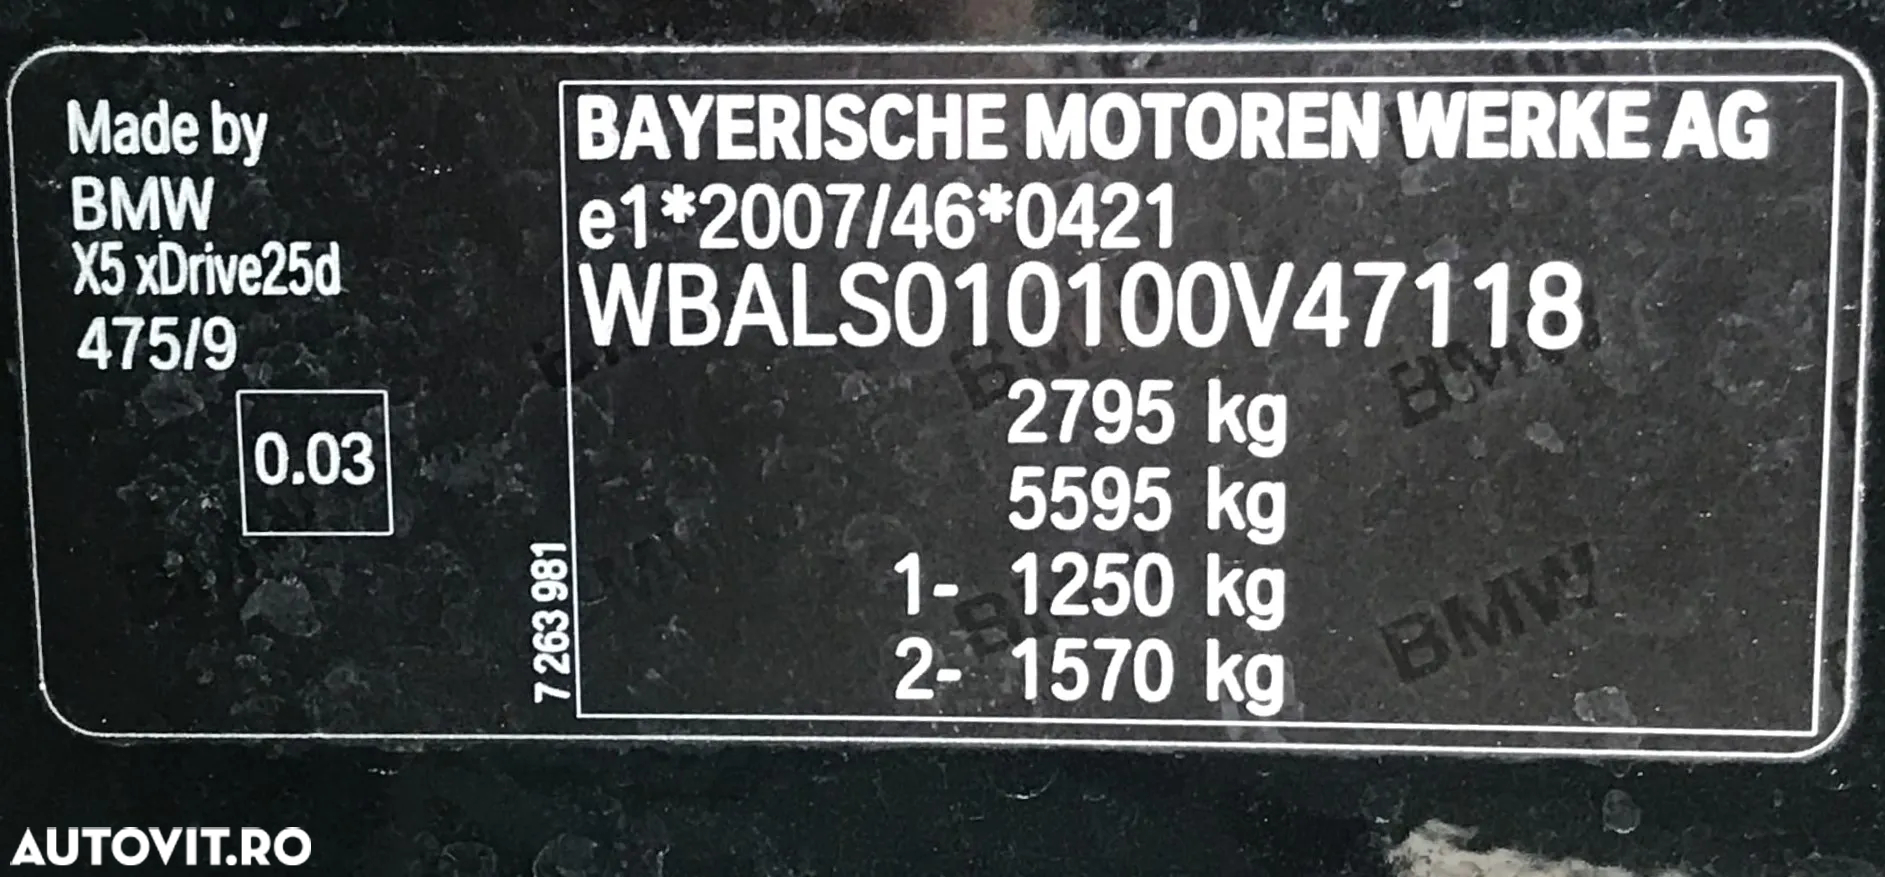 Made by
BMW
X5 xDrive25d
475/9
0.03
7 263 981
BAYERISCHE MOTOREN WERKE AG
e1*2007/46*0421
WBALS010100V47118
2795 kg
5595 kg
1- 1250 kg
2- 1570 kg
BMW
BMW
BMW
BMW
AUTOVIT.RO